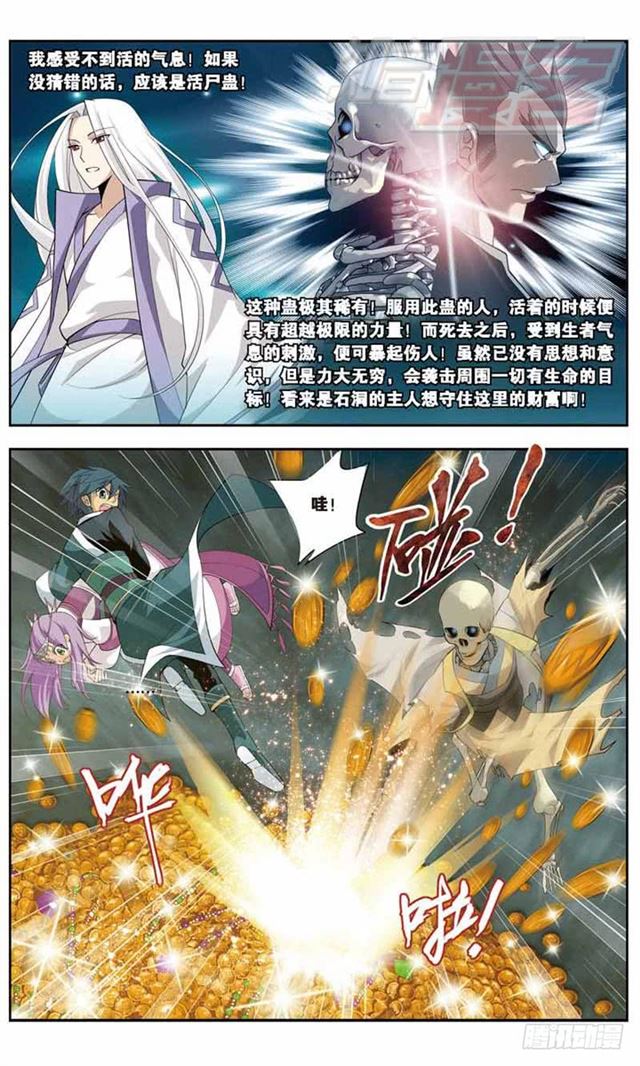 我感受不到活的气息！如果
没猜错的话，应该是活尸蛊！
漫客
这种蛊极其稀有！服用此蛊的人，活着的时候便
具有超越极限的力量！而死去之后，受到生者气
息的刺激，便可暴起伤人！虽然已没有思想和意
识，但是力大无穷，会袭击周围一切有生命的目
标！看来是石洞的主人想守住这里的财富啊！
哇！
碰！
……
哗
啦！
腾讯动漫